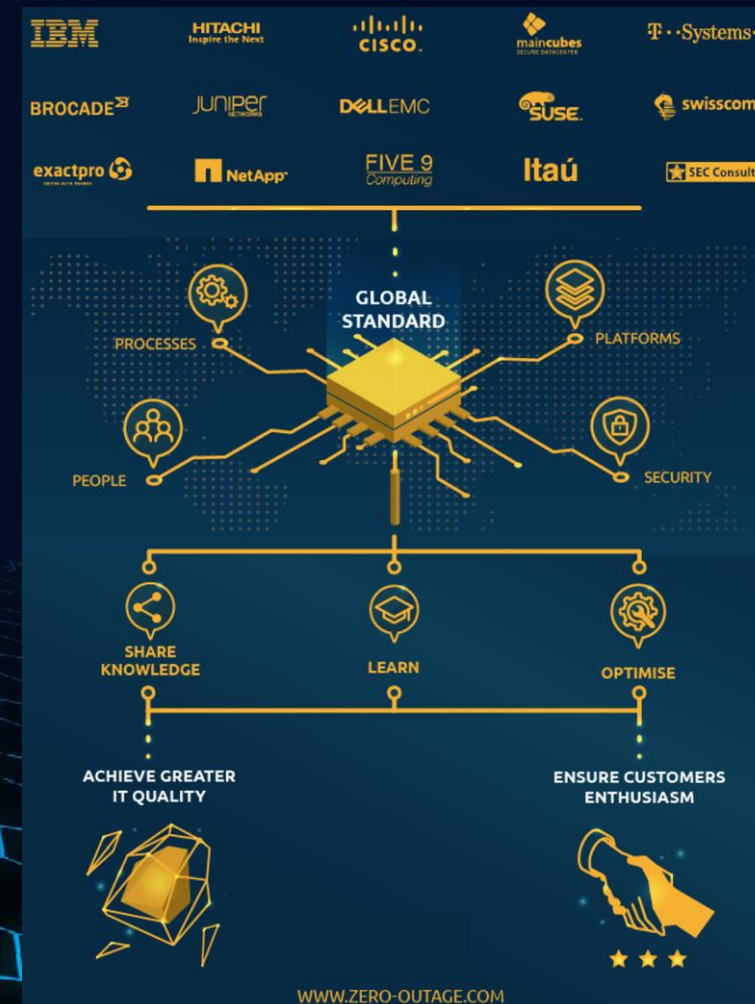 IBM
HITACHI
Inspire the Next
CISCO
maincubes
SECURE DATACENTER
T··Systems·
BROCADE
JUNIPER
NETWORKS
DELLEMC
SUSE
swisscom
exactpro
NetApp
FIVE 9
Computing
Itaú
SEC Consult
GLOBAL
STANDARD
PROCESSES
PLATFORMS
PEOPLE
SECURITY
SHARE
KNOWLEDGE
LEARN
OPTIMISE
ACHIEVE GREATER
IT QUALITY
ENSURE CUSTOMERS
ENTHUSIASM
WWW.ZERO-OUTAGE.COM